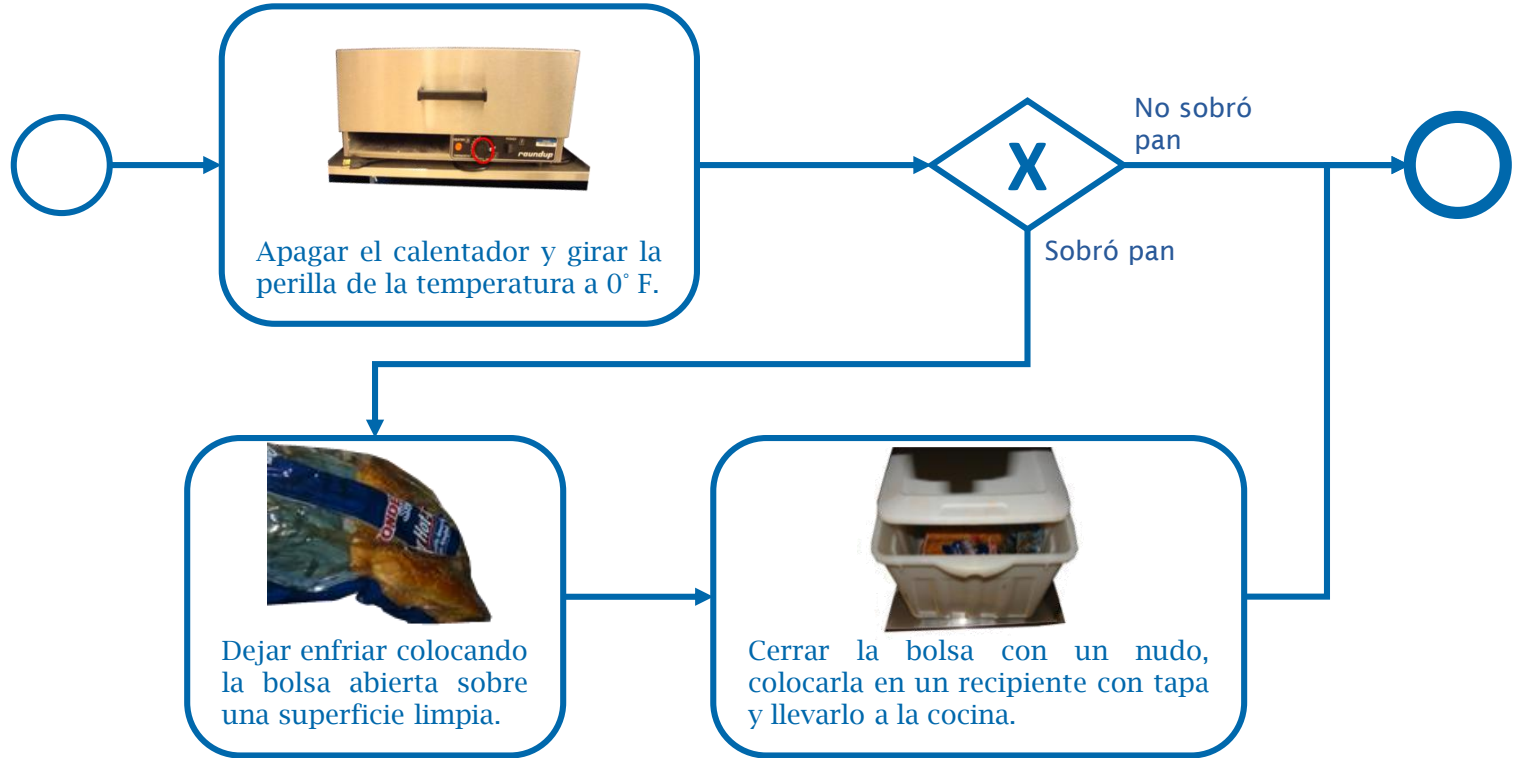 raundup
Apagar el calentador y girar la
perilla de la temperatura a 0° F.
X
No sobró
pan
Sobró pan
Dejar enfriar colocando
la bolsa abierta sobre
una superficie limpia.
Cerrar la bolsa con un nudo,
colocarla en un recipiente con tapa
y llevarlo a la cocina.